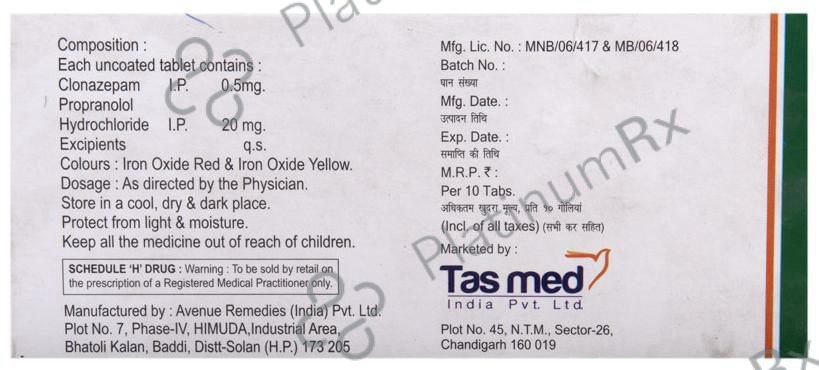 Composition :
Each uncoated tablet contains :
Clonazepam I.P. 0.5mg.
Propranolol
Hydrochloride I.P. 20 mg.
Excipients q.s.
Colours : Iron Oxide Red & Iron Oxide Yellow.
Dosage : As directed by the Physician.
Store in a cool, dry & dark place.
Protect from light & moisture.
Keep all the medicine out of reach of children.
SCHEDULE 'H' DRUG : Warning : To be sold by retail on
the prescription of a Registered Medical Practitioner only.
Manufactured by : Avenue Remedies (India) Pvt. Ltd.
Plot No. 7, Phase-IV, HIMUDA,Industrial Area,
Bhatoli Kalan, Baddi, Distt-Solan (H.P.) 173 205
Mfg. Lic. No. : MNB/06/417 & MB/06/418
Batch No. :
घान संख्या
Mfg. Date. :
उत्पादन तिथि
Exp. Date. :
समाप्ति की तिथि
M.R.P. ₹ :
Per 10 Tabs.
अधिकतम खुदरा मूल्य, प्रति १० गोलियां
(Incl. of all taxes) (सभी कर सहित)
Marketed by :
Tas med
India Pvt. Ltd.
Plot No. 45, N.T.M., Sector-26,
Chandigarh 160 019
PlatinumRx